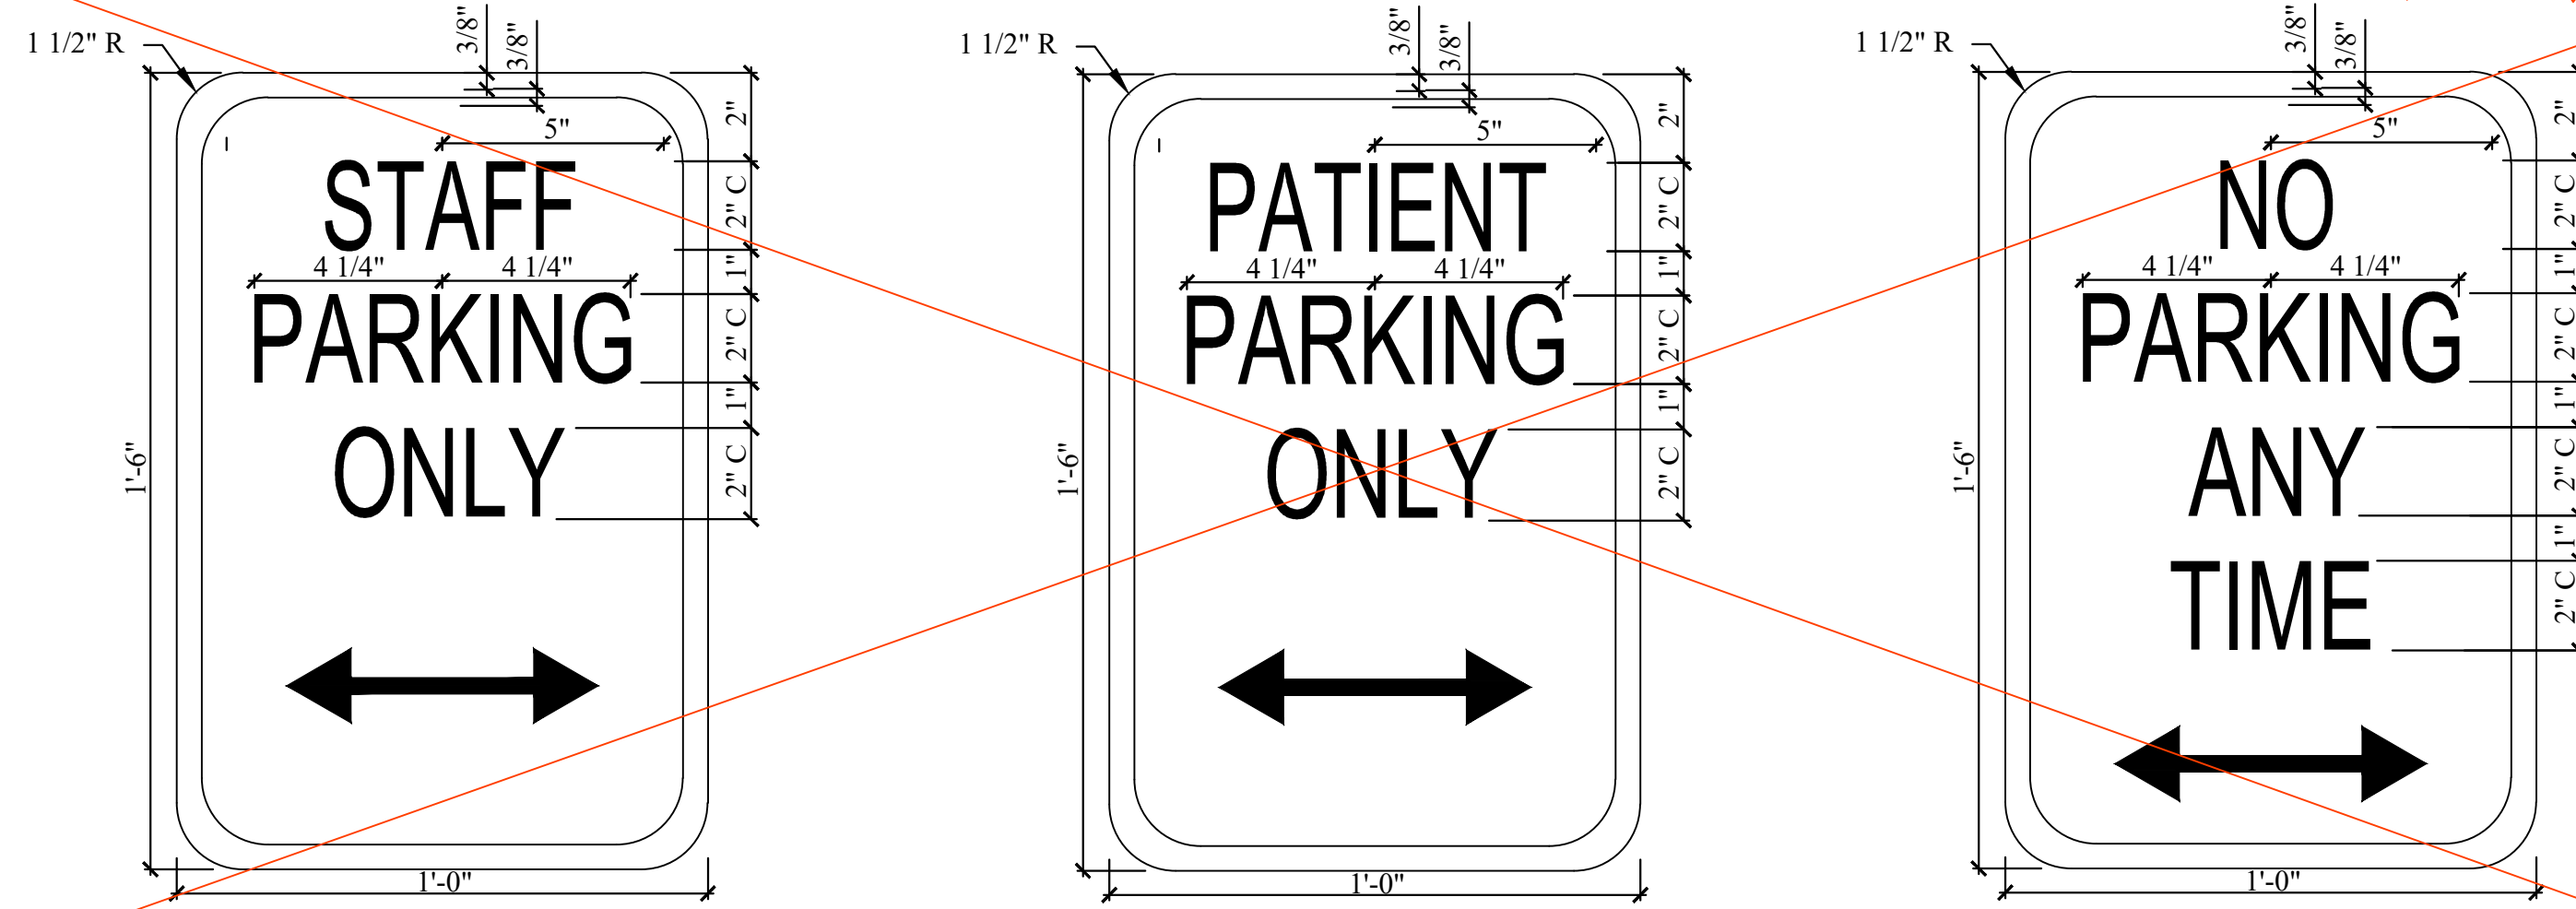 1 1/2" R
3/8"
3/8"
2"
5"
STAFF
2" C
4 1/4" 4 1/4"
1"
PARKING
2" C
1"
ONLY
2" C
1'-6"
1'-0"
1 1/2" R
3/8"
3/8"
2"
5"
PATIENT
2" C
4 1/4" 4 1/4"
1"
PARKING
2" C
1"
ONLY
2" C
1'-6"
1'-0"
1 1/2" R
3/8"
3/8"
2"
5"
NO
2" C
4 1/4" 4 1/4"
1"
PARKING
2" C
1"
ANY
2" C
1"
TIME
2" C
1'-6"
1'-0"